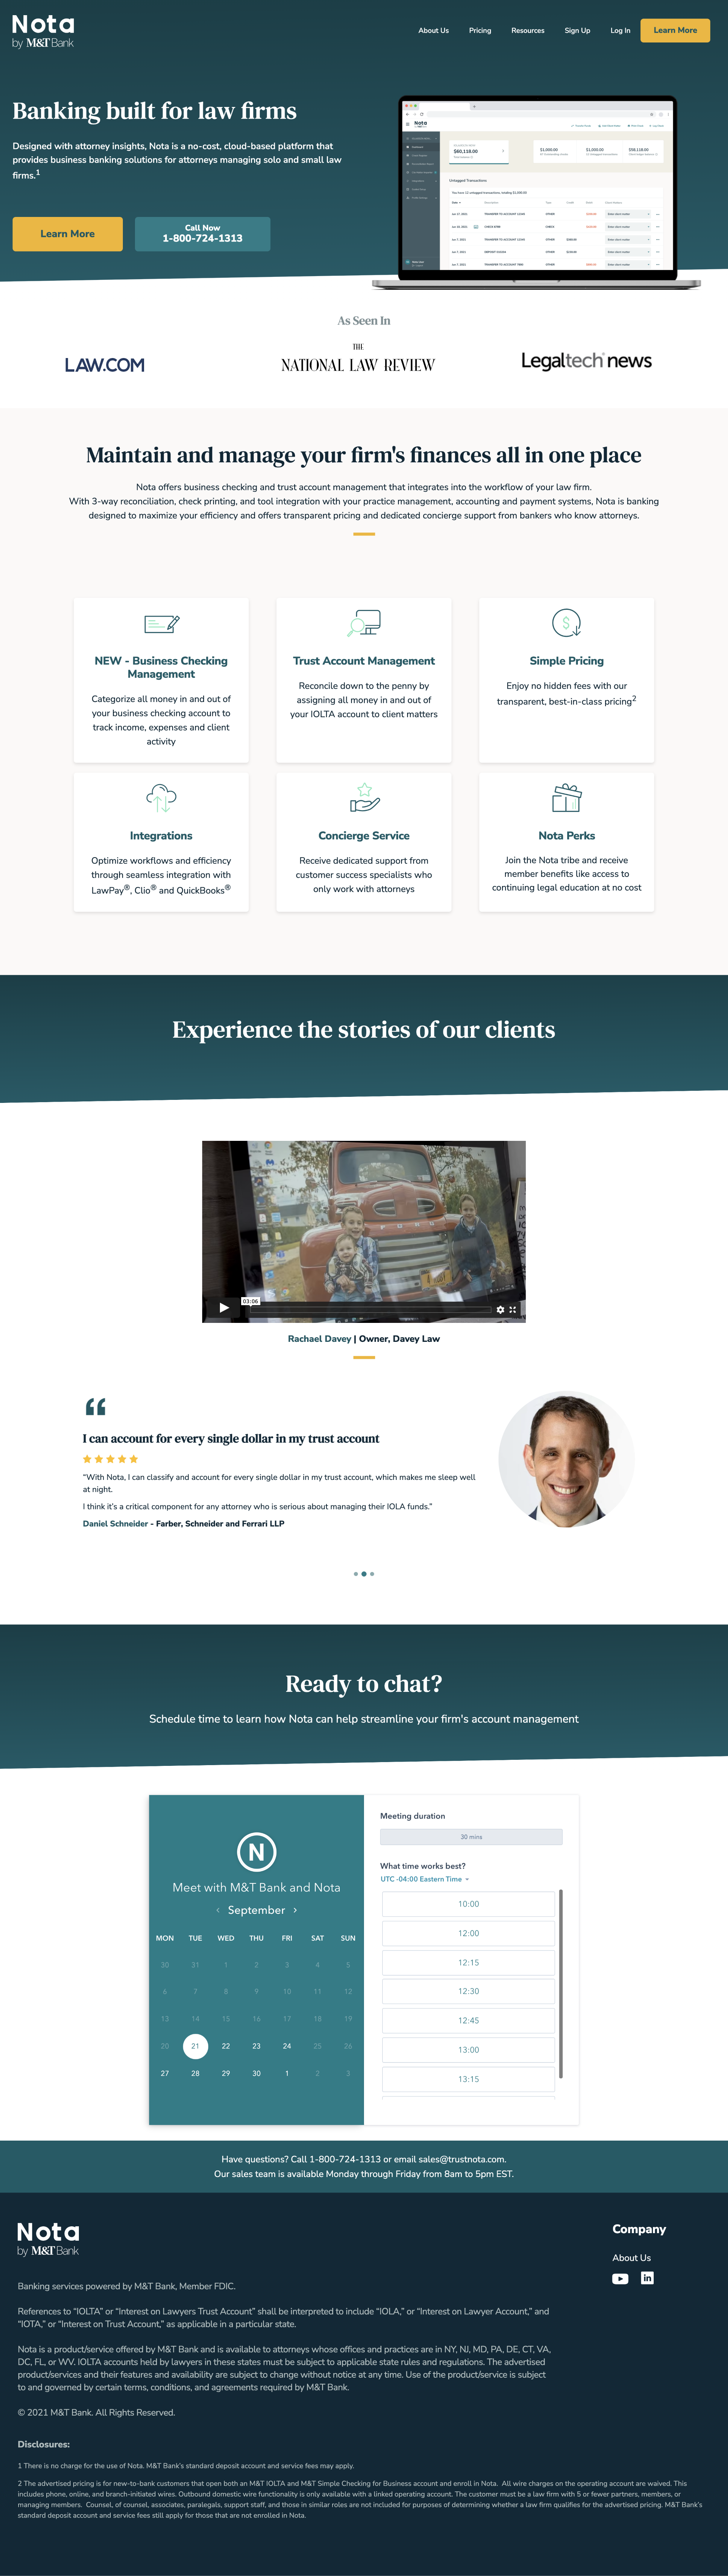 Nota
by M&T Bank
About Us
Pricing
Resources
Sign Up
Log In
Learn More
Banking built for law firms
Designed with attorney insights, Nota is a no-cost, cloud-based platform that
provides business banking solutions for attorneys managing solo and small law
firms.1
Learn More
Call Now
1-800-724-1313
Nota
$60,118.00
$1,000.00
$1,000.00
$58,118.00
Untagged Transactions
As Seen In
LAW.COM
THE
NATIONAL LAW REVIEW
Legaltech news
Maintain and manage your firm's finances all in one place
Nota offers business checking and trust account management that integrates into the workflow of your law firm.
With 3-way reconciliation, check printing, and tool integration with your practice management, accounting and payment systems, Nota is banking
designed to maximize your efficiency and offers transparent pricing and dedicated concierge support from bankers who know attorneys.
NEW - Business Checking
Management
Categorize all money in and out of
your business checking account to
track income, expenses and client
activity
Trust Account Management
Reconcile down to the penny by
assigning all money in and out of
your IOLTA account to client matters
Simple Pricing
Enjoy no hidden fees with our
transparent, best-in-class pricing2
Integrations
Optimize workflows and efficiency
through seamless integration with
LawPay®, Clio® and QuickBooks®
Concierge Service
Receive dedicated support from
customer success specialists who
only work with attorneys
Nota Perks
Join the Nota tribe and receive
member benefits like access to
continuing legal education at no cost
Experience the stories of our clients
03:06
Rachael Davey | Owner, Davey Law
I can account for every single dollar in my trust account
“With Nota, I can classify and account for every single dollar in my trust account, which makes me sleep well
at night.
I think it’s a critical component for any attorney who is serious about managing their IOLA funds.”
Daniel Schneider - Farber, Schneider and Ferrari LLP
Ready to chat?
Schedule time to learn how Nota can help streamline your firm's account management
N
Meet with M&T Bank and Nota
‹ September ›
MON TUE WED THU FRI SAT SUN
30 31 1 2 3 4 5
6 7 8 9 10 11 12
13 14 15 16 17 18 19
20 21 22 23 24 25 26
27 28 29 30 1 2 3
Meeting duration
30 mins
What time works best?
UTC -04:00 Eastern Time
10:00
12:00
12:15
12:30
12:45
13:00
13:15
Have questions? Call 1-800-724-1313 or email sales@trustnota.com.
Our sales team is available Monday through Friday from 8am to 5pm EST.
Nota
by M&T Bank
Company
About Us
in
Banking services powered by M&T Bank, Member FDIC.
References to “IOLTA” or “Interest on Lawyers Trust Account” shall be interpreted to include “IOLA,” or “Interest on Lawyer Account,” and
“IOTA,” or “Interest on Trust Account,” as applicable in a particular state.
Nota is a product/service offered by M&T Bank and is available to attorneys whose offices and practices are in NY, NJ, MD, PA, DE, CT, VA,
DC, FL, or WV. IOLTA accounts held by lawyers in these states must be subject to applicable state rules and regulations. The advertised
product/services and their features and availability are subject to change without notice at any time. Use of the product/service is subject
to and governed by certain terms, conditions, and agreements required by M&T Bank.
© 2021 M&T Bank. All Rights Reserved.
Disclosures:
1 There is no charge for the use of Nota. M&T Bank's standard deposit account and service fees may apply.
2 The advertised pricing is for new-to-bank customers that open both an M&T IOLTA and M&T Simple Checking for Business account and enroll in Nota. All wire charges on the operating account are waived. This
includes phone, online, and branch-initiated wires. Outbound domestic wire functionality is only available with a linked operating account. The customer must be a law firm with 5 or fewer partners, members, or
managing members. Counsel, of counsel, associates, paralegals, support staff, and those in similar roles are not included for purposes of determining whether a law firm qualifies for the advertised pricing. M&T Bank's
standard deposit account and service fees still apply for those that are not enrolled in Nota.